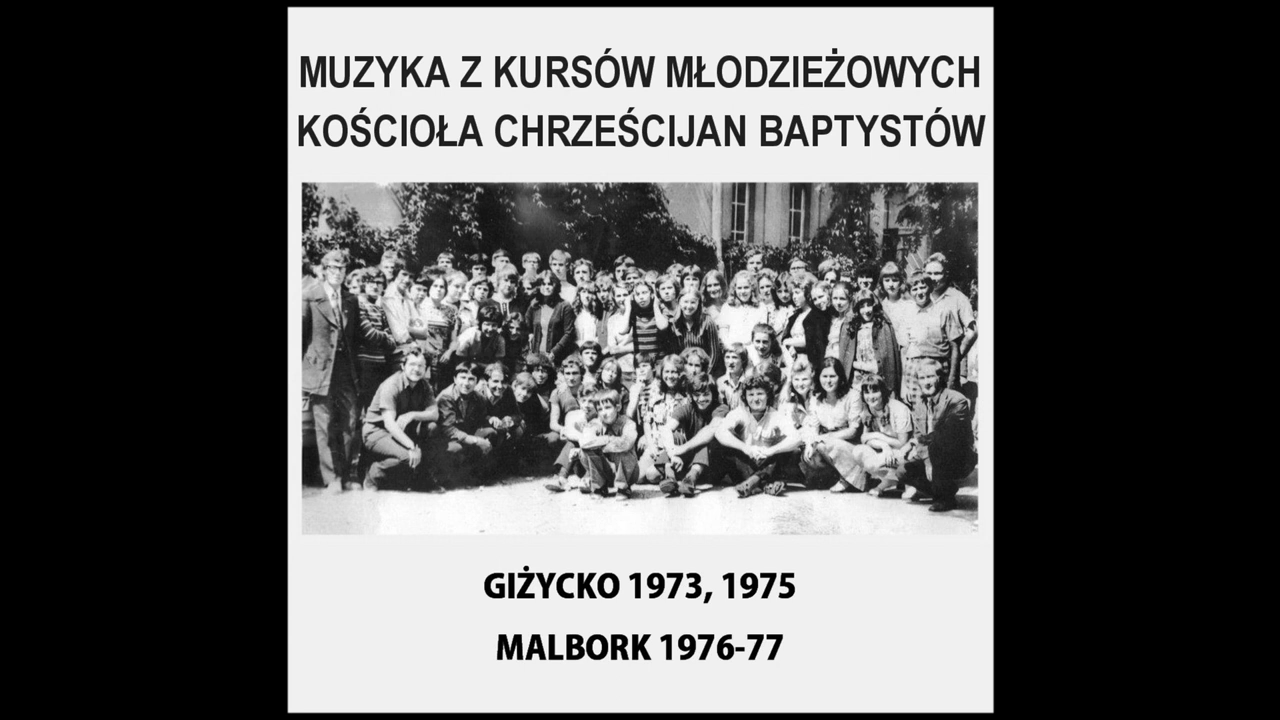 MUZYKA Z KURSÓW MŁODZIEŻOWYCH
KOŚCIOŁA CHRZEŚCIJAN BAPTYSTÓW
GIŻYCKO 1973, 1975
MALBORK 1976-77